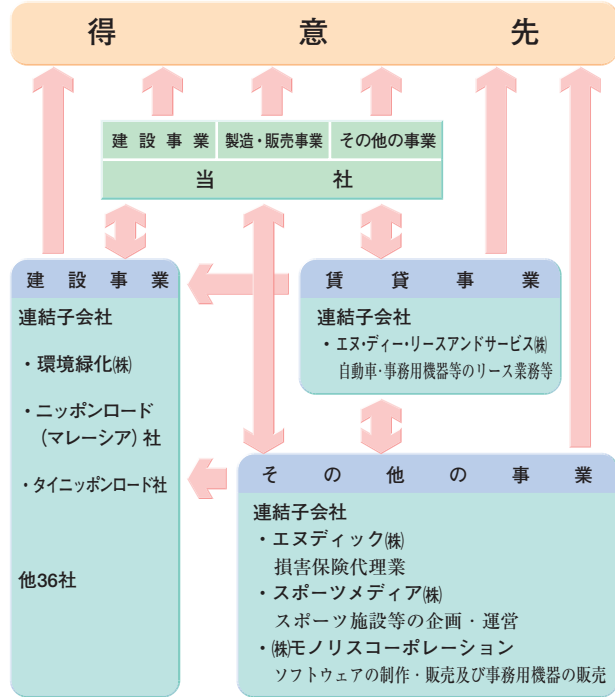 得意先
建設事業 製造・販売事業 その他の事業
当社
建設事業
連結子会社
・環境緑化㈱
・ニッポンロード
（マレーシア）社
・タイニッポンロード社
他36社
賃貸事業
連結子会社
・エヌ・ディー・リースアンドサービス㈱
自動車・事務用機器等のリース業務等
その他の事業
連結子会社
・エヌディック㈱
損害保険代理業
・スポーツメディア㈱
スポーツ施設等の企画・運営
・㈱モノリスコーポレーション
ソフトウェアの制作・販売及び事務用機器の販売